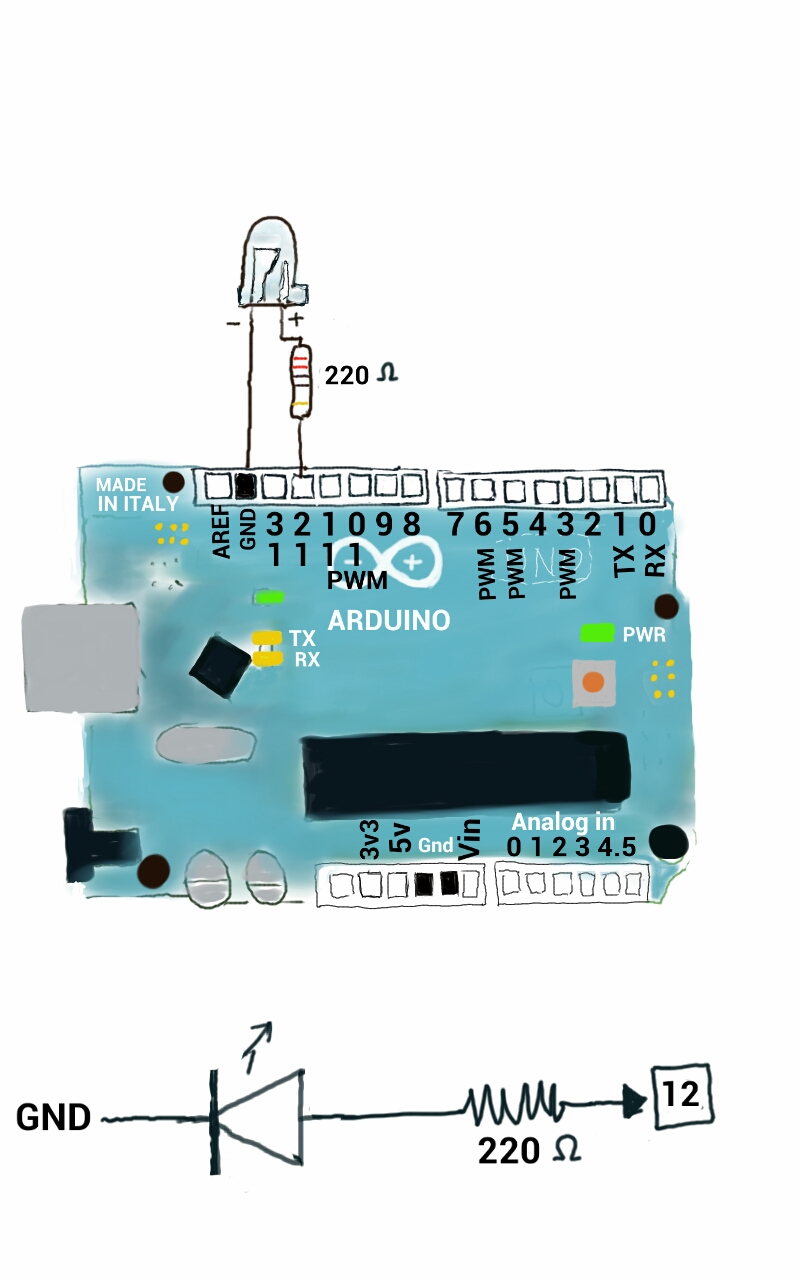 - +
220 Ω
MADE
IN ITALY
AREF GND 3 2 1 0 9 8 7 6 5 4 3 2 1 0
1 1 1 1 PWM PWM PWM TX RX
PWM
- +
ARDUINO
TX
RX
PWR
3v3 5v Gnd Vin
Analog in
0 1 2 3 4.5
GND
12
220 Ω